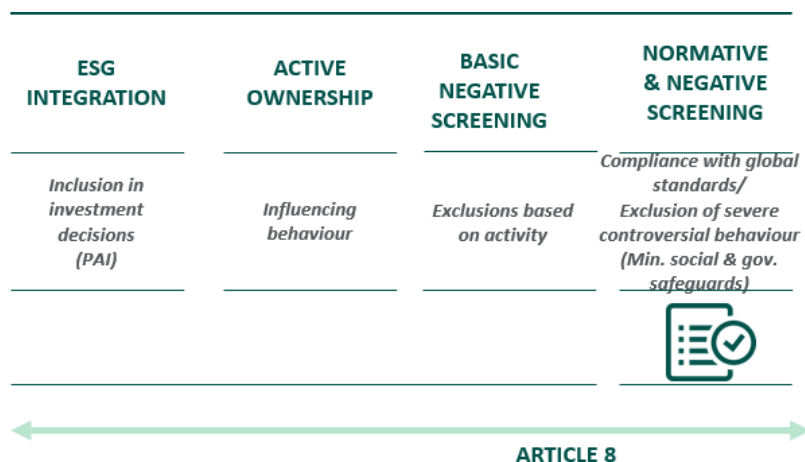 ESG
INTEGRATION
ACTIVE
OWNERSHIP
BASIC
NEGATIVE
SCREENING
NORMATIVE
& NEGATIVE
SCREENING
Inclusion in
investment
decisions
(PAI)
Influencing
behaviour
Exclusions based
on activity
Compliance with global
standards/
Exclusion of severe
controversial behaviour
(Min. social & gov.
safeguards)
ARTICLE 8